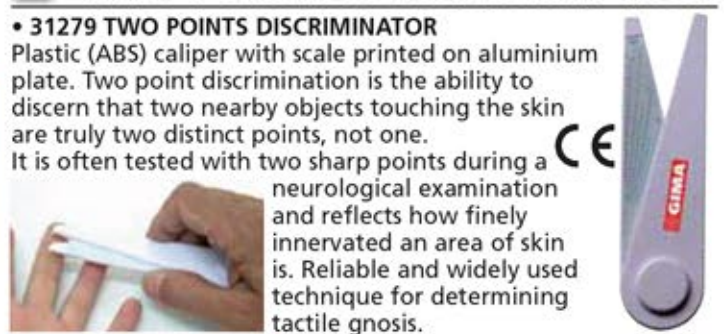 • 31279 TWO POINTS DISCRIMINATOR
Plastic (ABS) caliper with scale printed on aluminium
plate. Two point discrimination is the ability to
discern that two nearby objects touching the skin
are truly two distinct points, not one.
It is often tested with two sharp points during a
CE
neurological examination
and reflects how finely
innervated an area of skin
is. Reliable and widely used
technique for determining
tactile gnosis.
GIMA